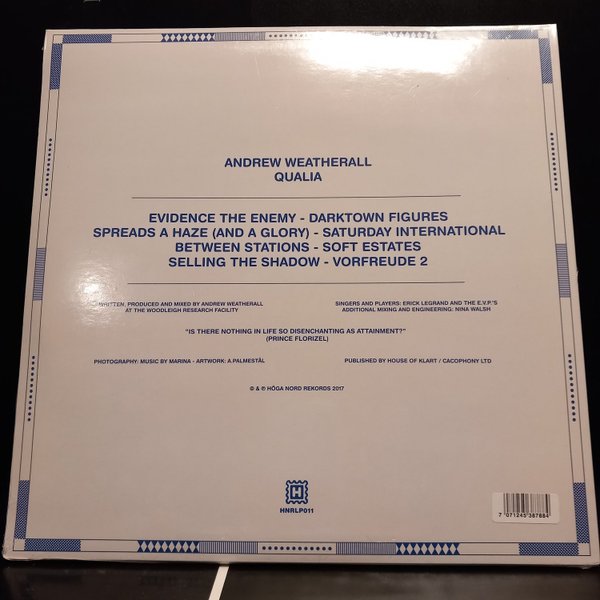 ANDREW WEATHERALL
QUALIA
EVIDENCE THE ENEMY - DARKTOWN FIGURES
SPREADS A HAZE (AND A GLORY) - SATURDAY INTERNATIONAL
BETWEEN STATIONS - SOFT ESTATES
SELLING THE SHADOW - VORFREUDE 2
WRITTEN, PRODUCED AND MIXED BY ANDREW WEATHERALL
AT THE WOODLEIGH RESEARCH FACILITY
SINGERS AND PLAYERS: ERICK LEGRAND AND THE E.V.P.'S
ADDITIONAL MIXING AND ENGINEERING: NINA WALSH
"IS THERE NOTHING IN LIFE SO DISENCHANTING AS ATTAINMENT?"
(PRINCE FLORIZEL)
PHOTOGRAPHY: MUSIC BY MARINA - ARTWORK: A.PALMESTÅL
PUBLISHED BY HOUSE OF KLART / CACOPHONY LTD
© & ℗ HÖGA NORD REKORDS 2017
H
HNRLP011
7 071245 387884